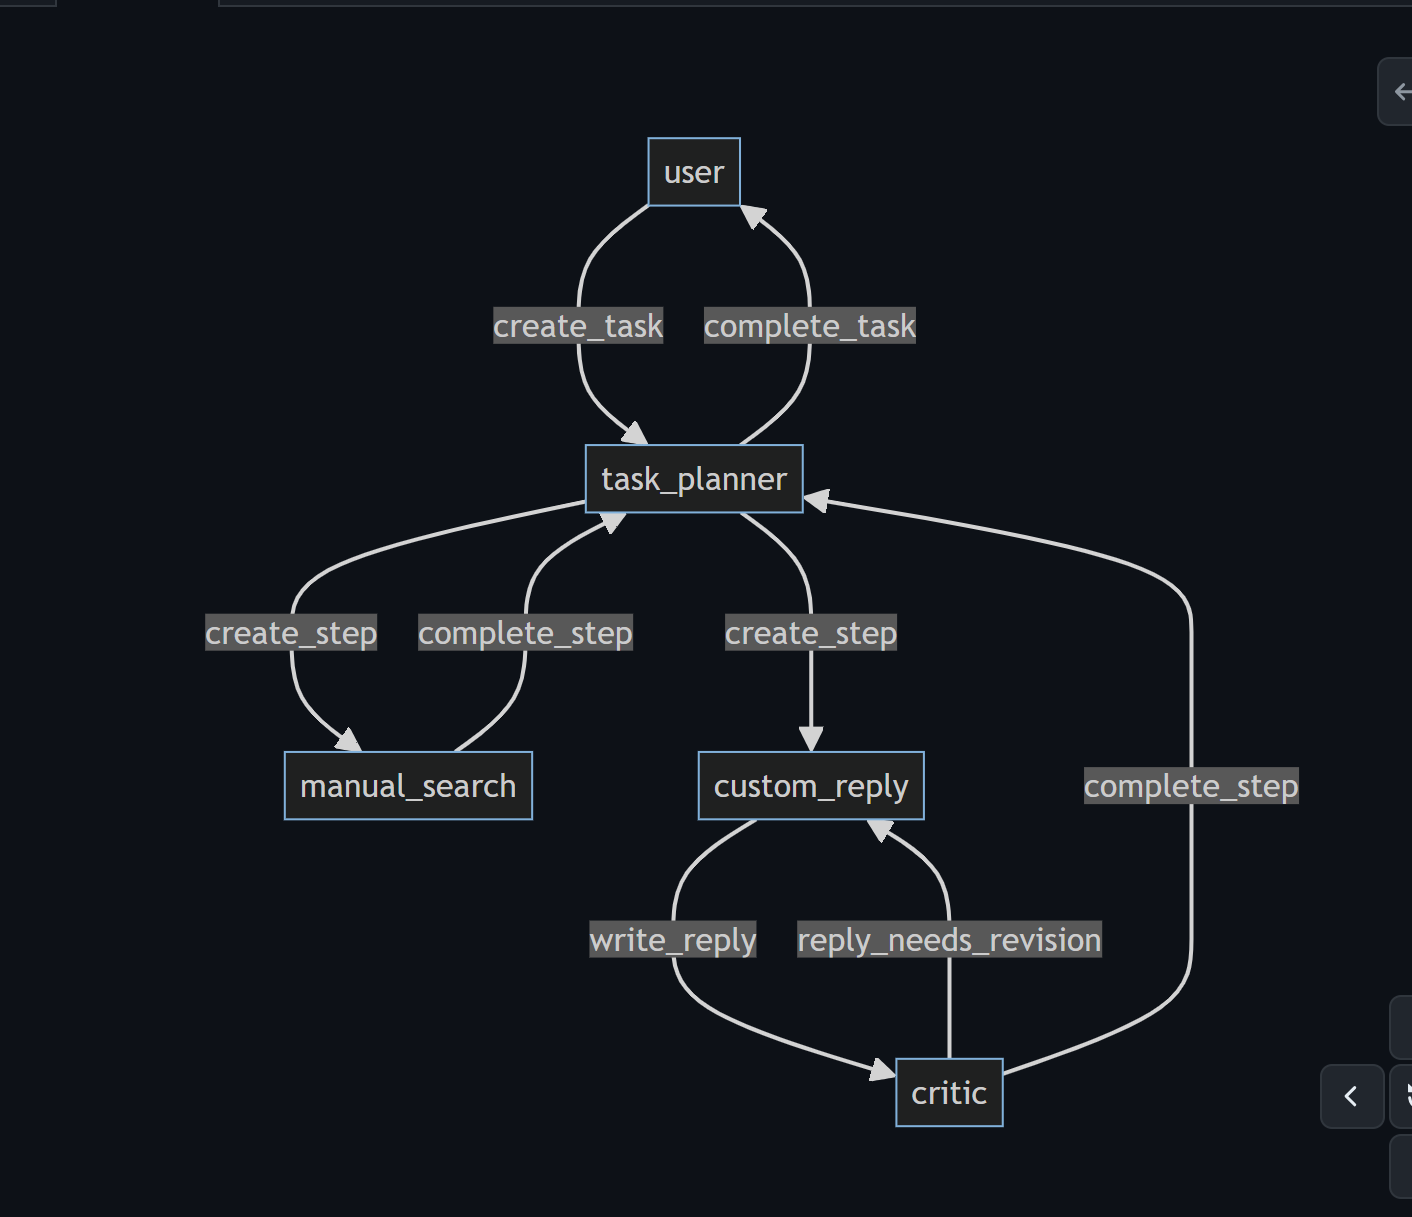 user
create_task
complete_task
task_planner
create_step
complete_step
create_step
manual_search
custom_reply
complete_step
write_reply
reply_needs_revision
critic